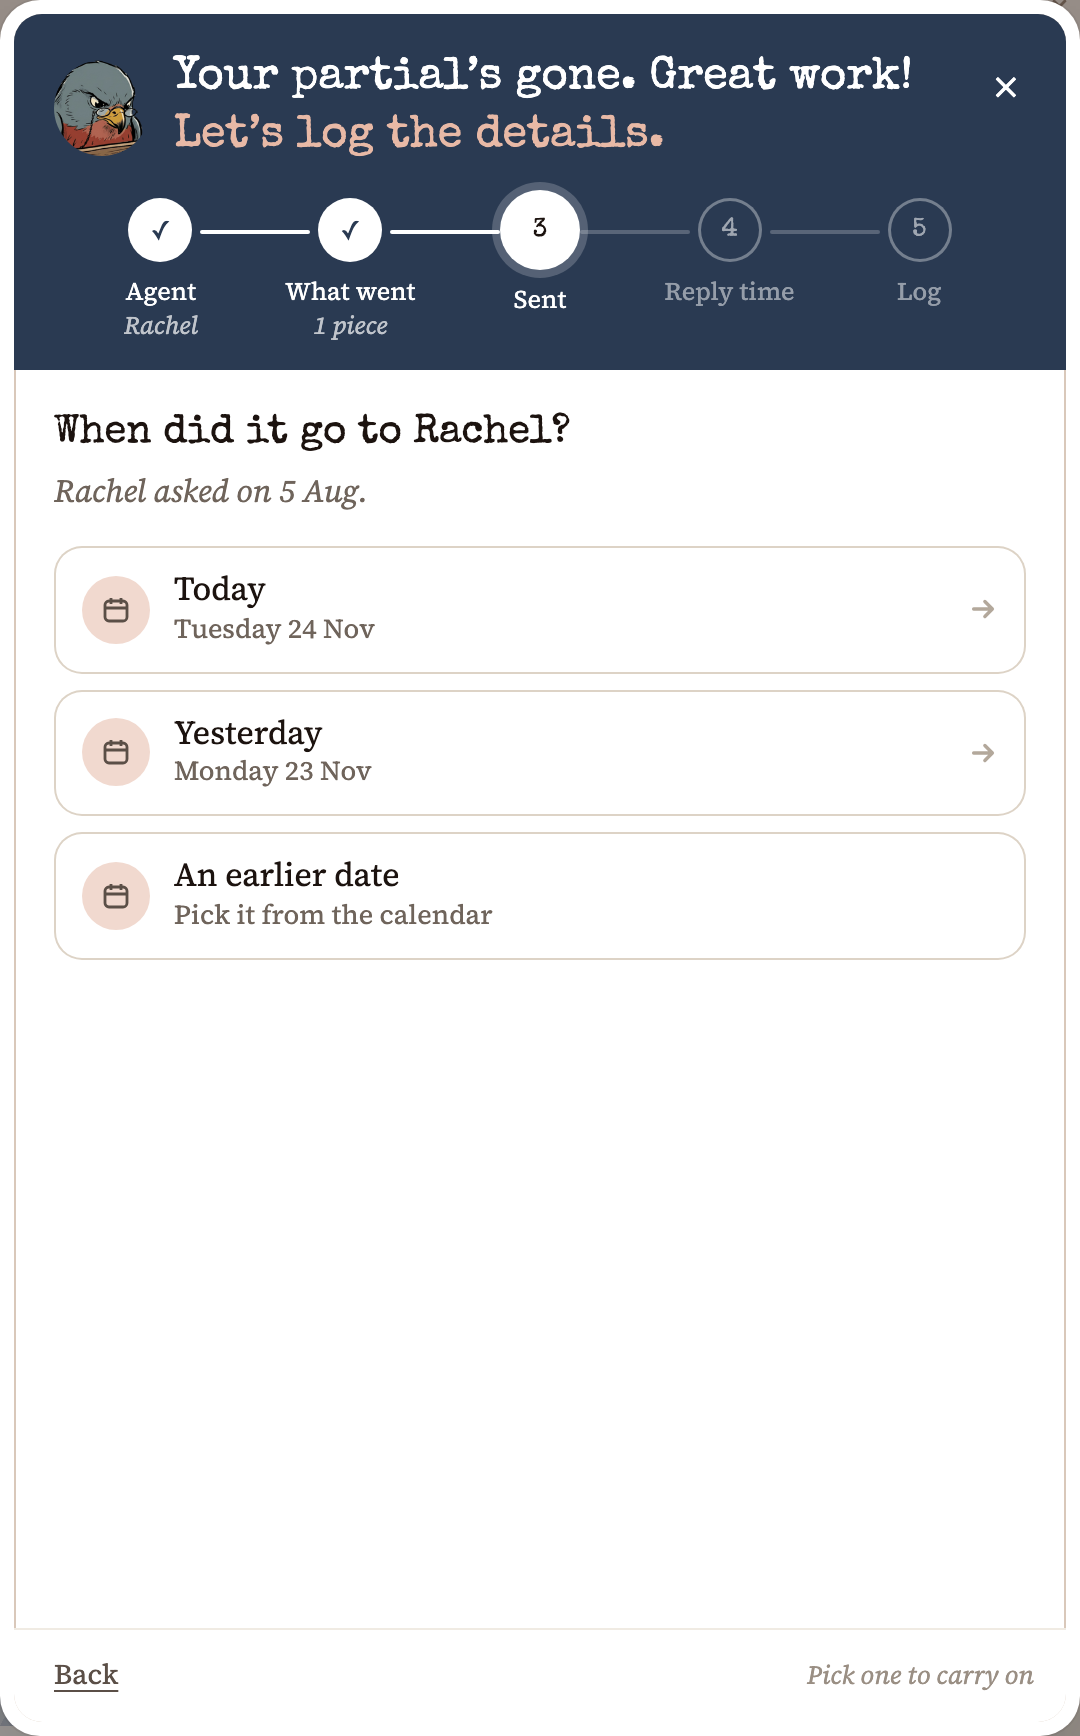 Your partial's gone. Great work!
Let's log the details.
✓ ✓ 3 4 5
Agent What went Sent Reply time Log
Rachel 1 piece
When did it go to Rachel?
Rachel asked on 5 Aug.
Today
Tuesday 24 Nov
Yesterday
Monday 23 Nov
An earlier date
Pick it from the calendar
Back Pick one to carry on